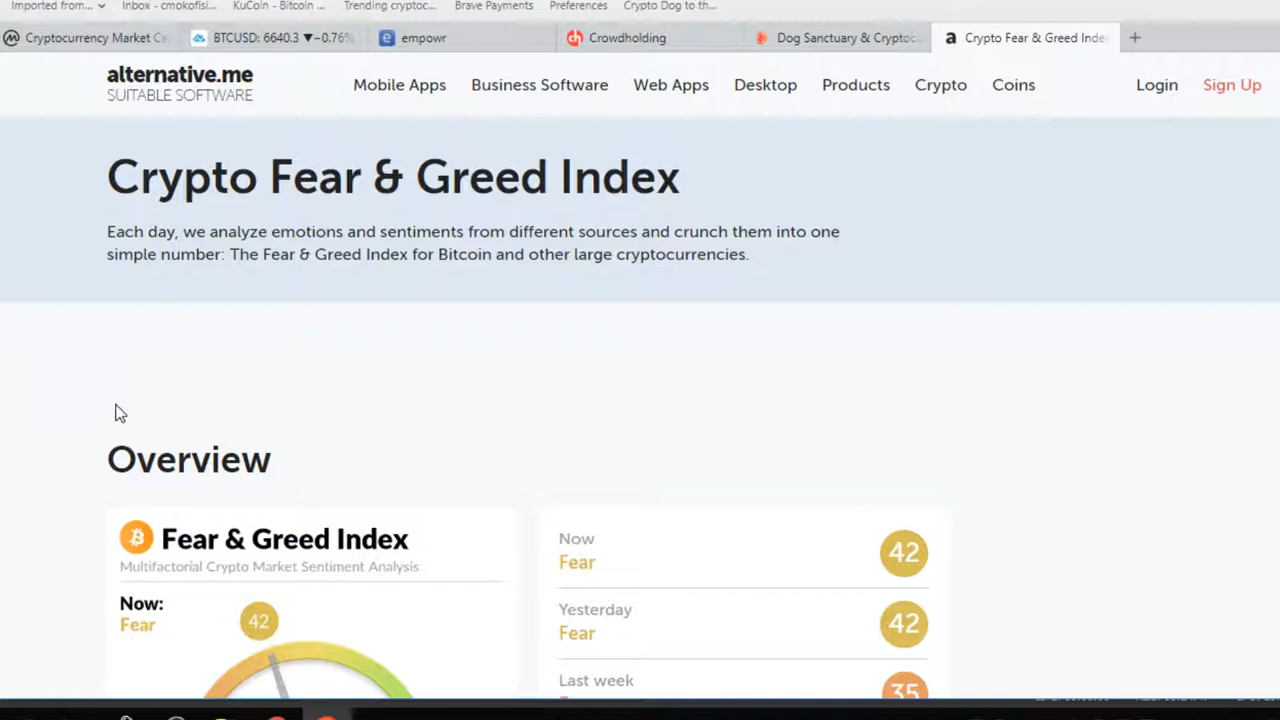 Imported from...
Inbox - cmokofisi...
KuCoin - Bitcoin ...
Trending cryptoc...
Brave Payments
Preferences
Crypto Dog to th...
Cryptocurrency Market Ca
BTCUSD: 6640.3 ▼−0.76%
empowr
Crowdholding
Dog Sanctuary & Cryptoc
Crypto Fear & Greed Inde
alternative.me
SUITABLE SOFTWARE
Mobile Apps
Business Software
Web Apps
Desktop
Products
Crypto
Coins
Login
Sign Up
Crypto Fear & Greed Index
Each day, we analyze emotions and sentiments from different sources and crunch them into one
simple number: The Fear & Greed Index for Bitcoin and other large cryptocurrencies.
Overview
Fear & Greed Index
Multifactorial Crypto Market Sentiment Analysis
Now:
Fear
42
Now
Fear
42
Yesterday
Fear
42
Last week
35